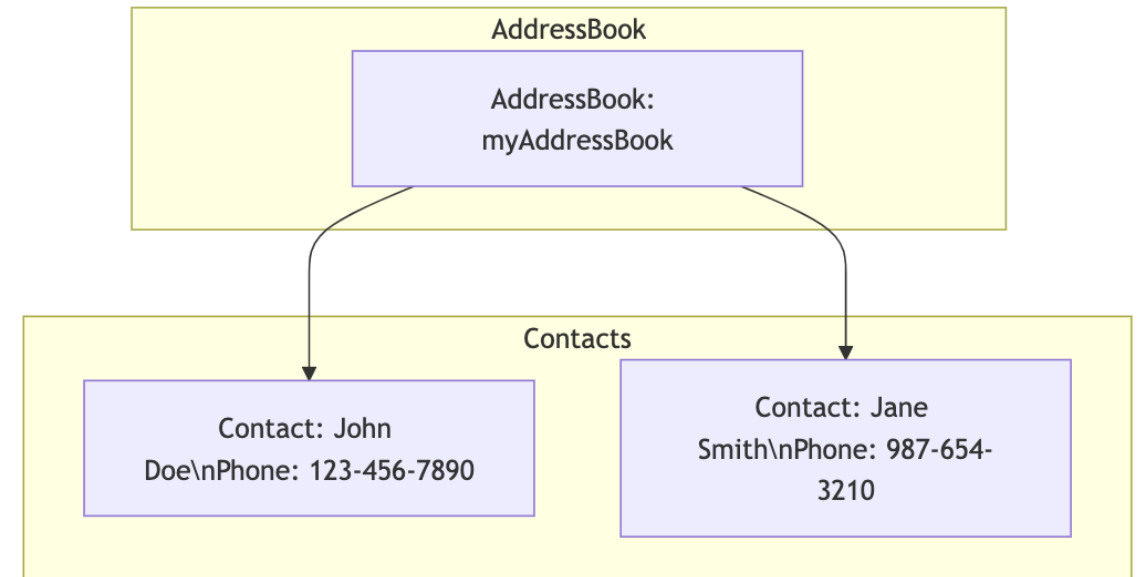 AddressBook
AddressBook:
myAddressBook
Contacts
Contact: John
Doe\nPhone: 123-456-7890
Contact: Jane
Smith\nPhone: 987-654-
3210